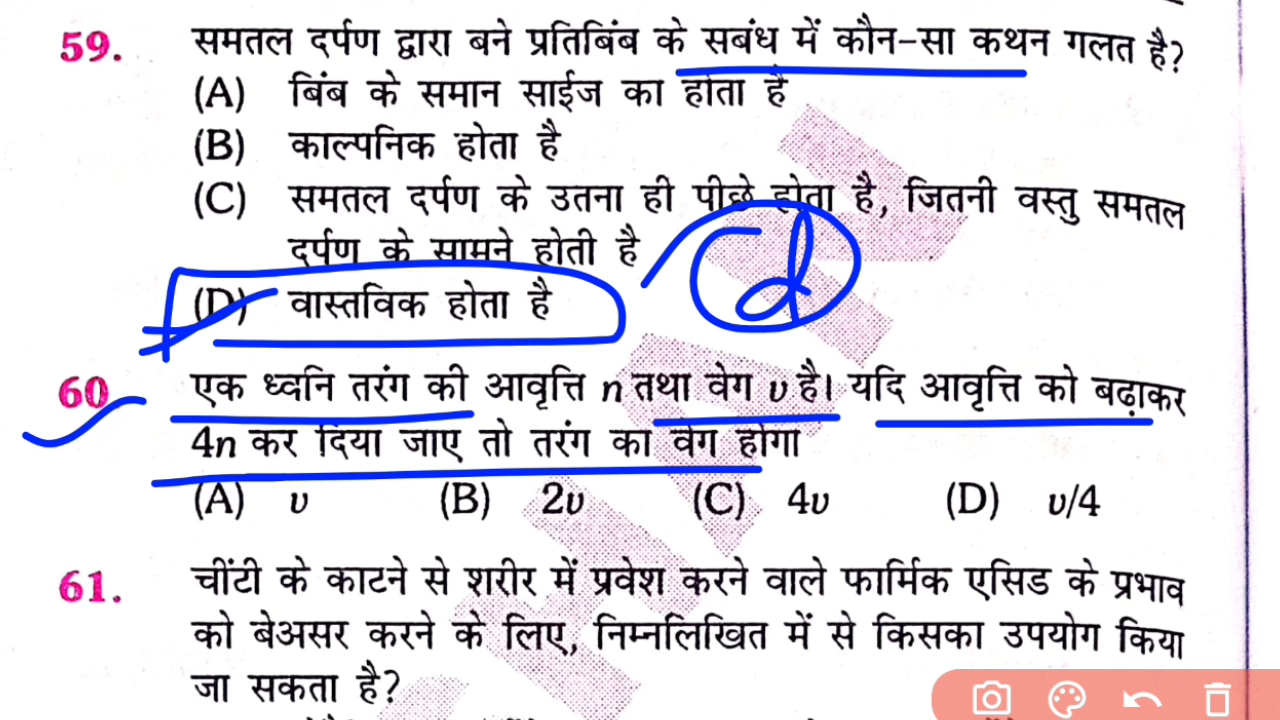 59. समतल दर्पण द्वारा बने प्रतिबिंब के सबंध में कौन-सा कथन गलत है?
(A) बिंब के समान साईज का होता है
(B) काल्पनिक होता है
(C) समतल दर्पण के उतना ही पीछे होता है, जितनी वस्तु समतल
दर्पण के सामने होती है
(D) वास्तविक होता है
d
60 एक ध्वनि तरंग की आवृत्ति n तथा वेग υ है। यदि आवृत्ति को बढ़ाकर
4n कर दिया जाए तो तरंग का वेग होगा
(A) υ (B) 2υ (C) 4υ (D) υ/4
61. चींटी के काटने से शरीर में प्रवेश करने वाले फार्मिक एसिड के प्रभाव
को बेअसर करने के लिए, निम्नलिखित में से किसका उपयोग किया
जा सकता है?